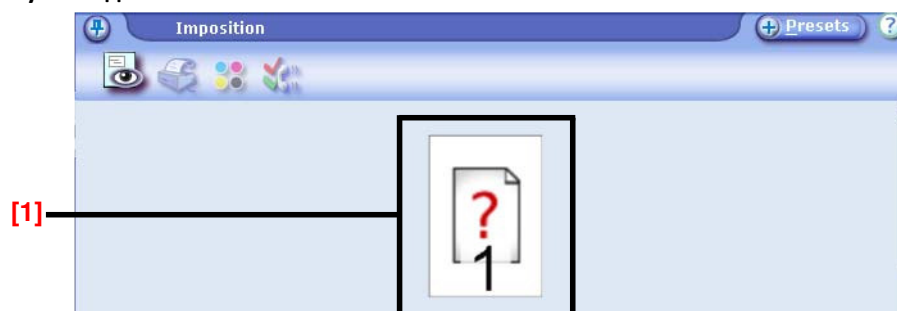 Imposition
+ Presets ?
[1]
?
1